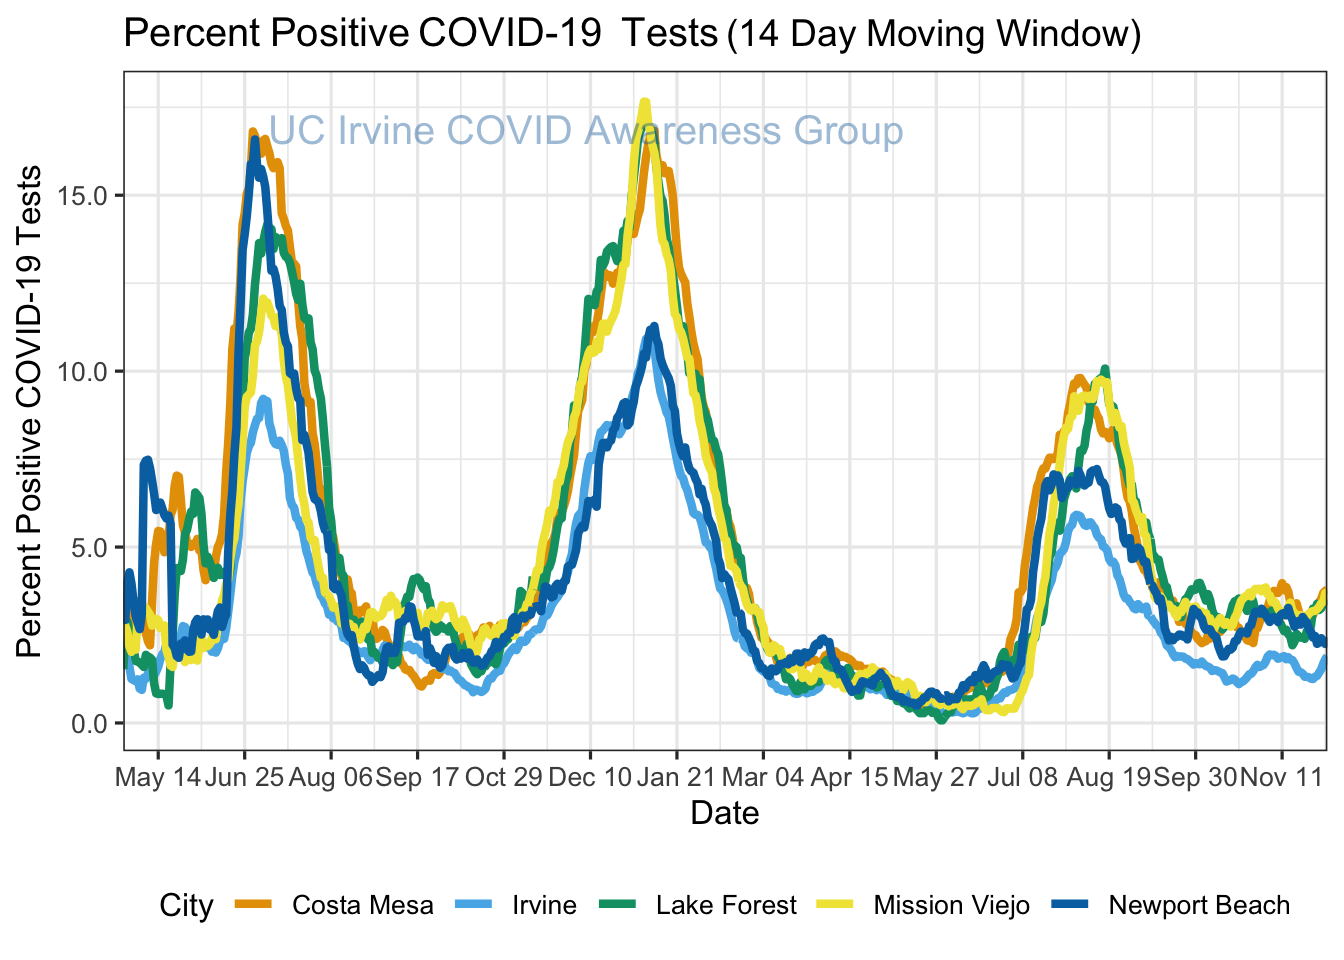 Percent Positive COVID-19 Tests (14 Day Moving Window)
UC Irvine COVID Awareness Group
Percent Positive COVID-19 Tests
15.0
10.0
5.0
0.0
May 14 Jun 25 Aug 06 Sep 17 Oct 29 Dec 10 Jan 21 Mar 04 Apr 15 May 27 Jul 08 Aug 19 Sep 30 Nov 11
Date
City Costa Mesa Irvine Lake Forest Mission Viejo Newport Beach